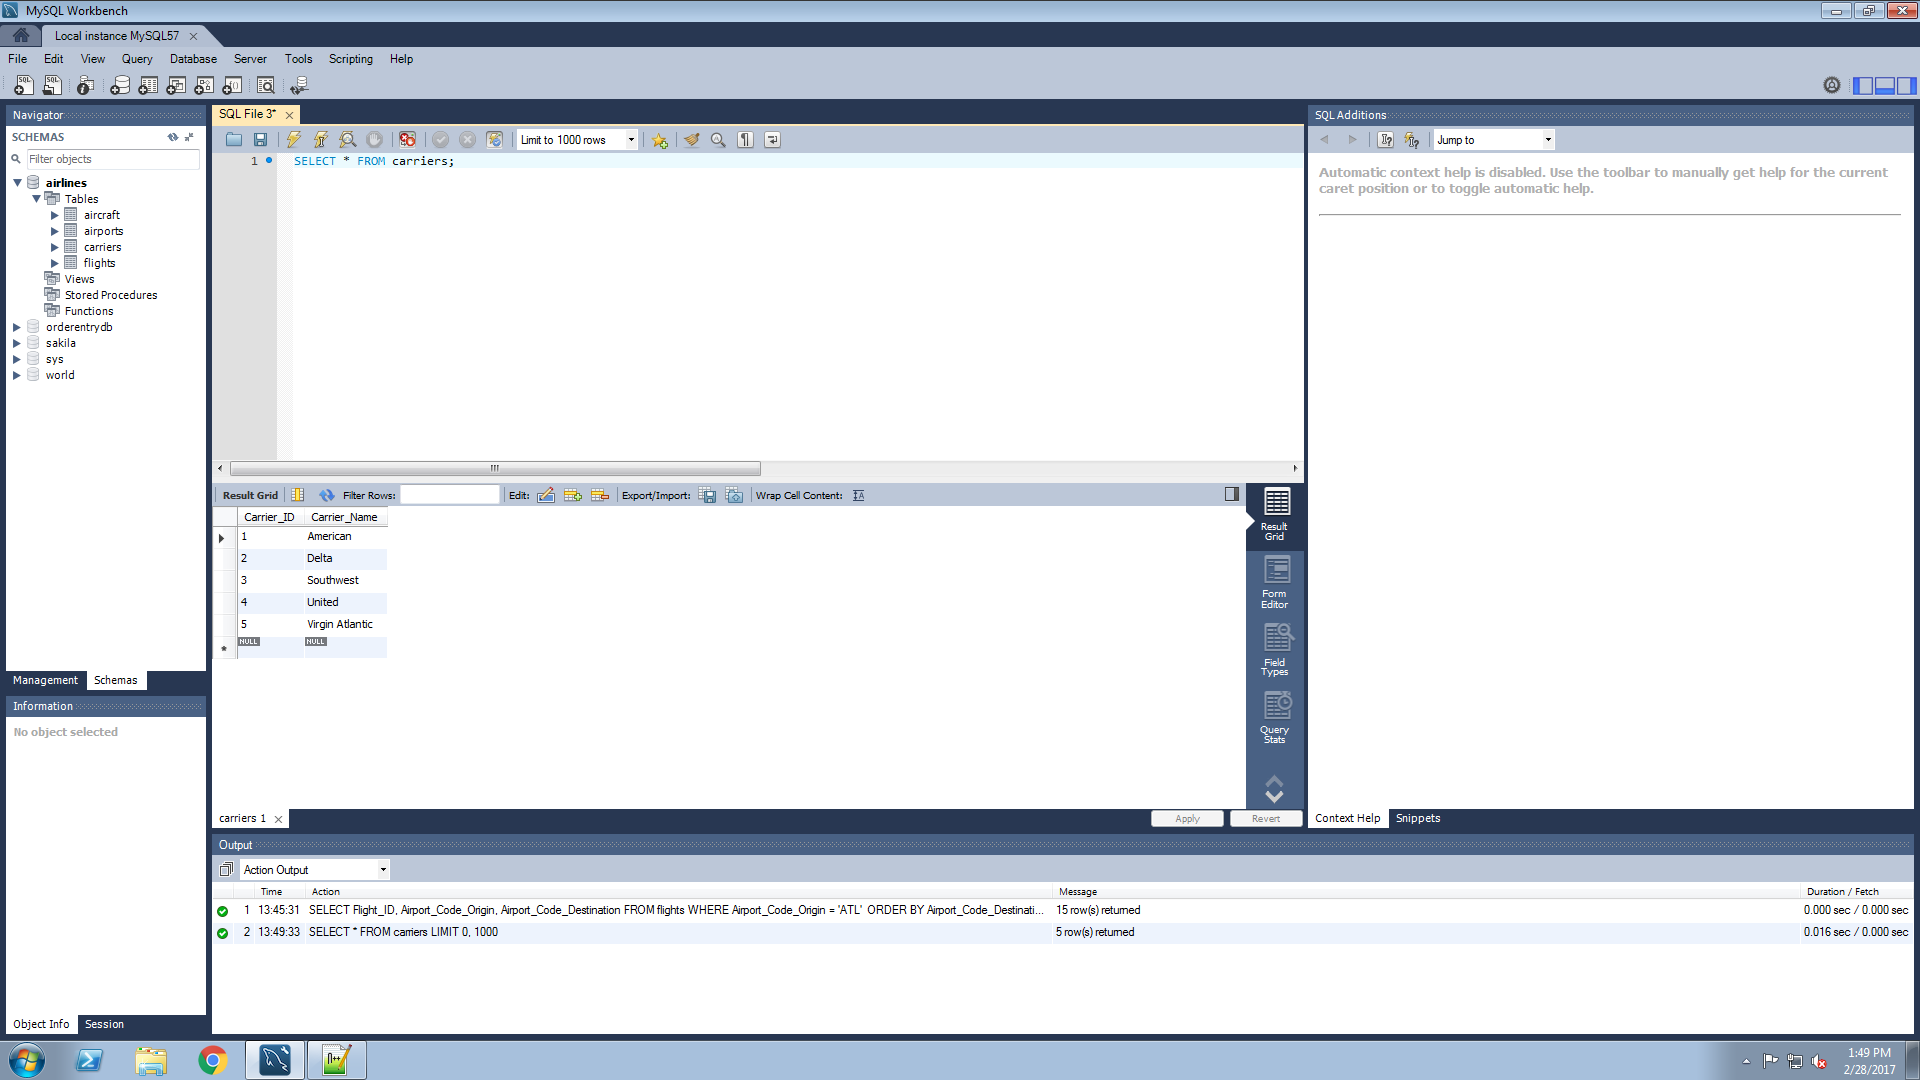 MySQL Workbench
Local instance MySQL57
File Edit View Query Database Server Tools Scripting Help
Navigator
SCHEMAS
Filter objects
airlines
Tables
aircraft
airports
carriers
flights
Views
Stored Procedures
Functions
orderentrydb
sakila
sys
world
Management Schemas
Information
No object selected
Object Info Session
SQL File 3*
Limit to 1000 rows
1 SELECT * FROM carriers;
Result Grid Filter Rows: Edit: Export/Import: Wrap Cell Content:
Carrier_ID Carrier_Name
1 American
2 Delta
3 Southwest
4 United
5 Virgin Atlantic
NULL NULL
Result
Grid
Form
Editor
Field
Types
Query
Stats
carriers 1
Apply Revert
SQL Additions
Jump to
Automatic context help is disabled. Use the toolbar to manually get help for the current
caret position or to toggle automatic help.
Context Help Snippets
Output
Action Output
Time Action Message Duration / Fetch
1 13:45:31 SELECT Flight_ID, Airport_Code_Origin, Airport_Code_Destination FROM flights WHERE Airport_Code_Origin = 'ATL' ORDER BY Airport_Code_Destinati... 15 row(s) returned 0.000 sec / 0.000 sec
2 13:49:33 SELECT * FROM carriers LIMIT 0, 1000 5 row(s) returned 0.016 sec / 0.000 sec
1:49 PM
2/28/2017